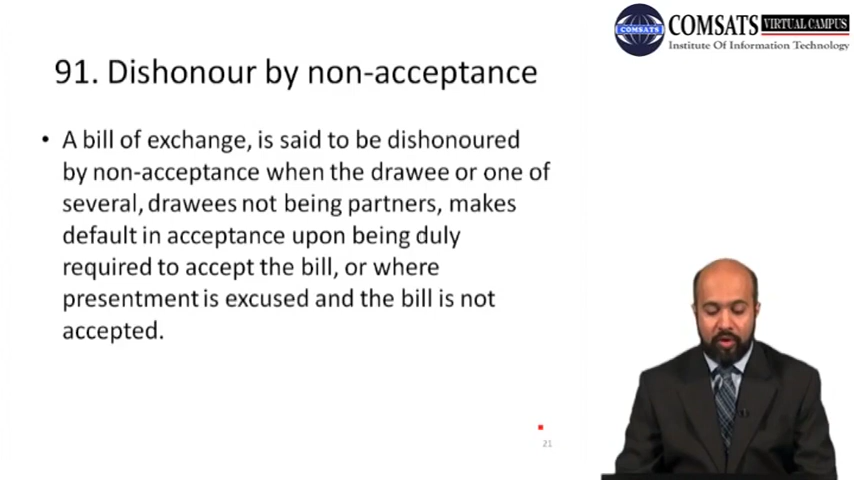 COMSATS VIRTUAL CAMPUS
COMSATS
Institute Of Information Technology
91. Dishonour by non-acceptance
• A bill of exchange, is said to be dishonoured
by non-acceptance when the drawee or one of
several, drawees not being partners, makes
default in acceptance upon being duly
required to accept the bill, or where
presentment is excused and the bill is not
accepted.
21